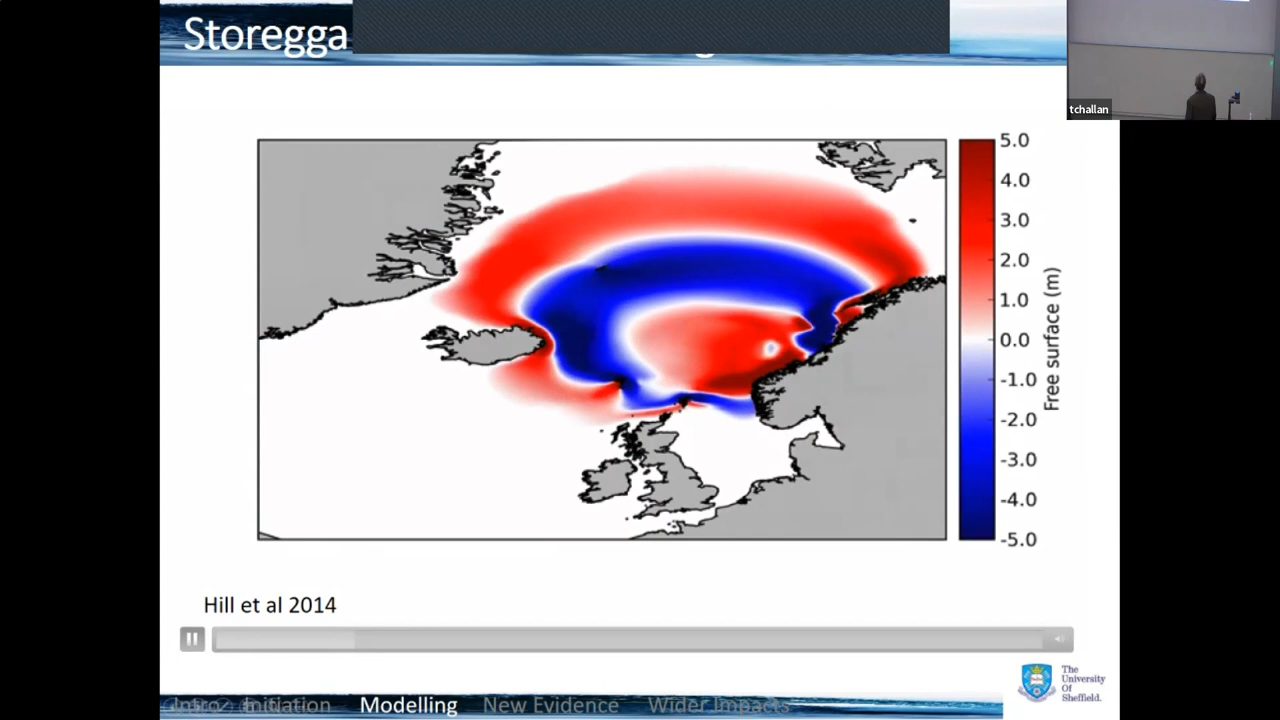 Storegga
tchallan
5.0
4.0
3.0
2.0
1.0
0.0
-1.0
-2.0
-3.0
-4.0
-5.0
Free surface (m)
Hill et al 2014
The
University
Of
Sheffield.
Intro Initiation Modelling New Evidence Wider Impacts